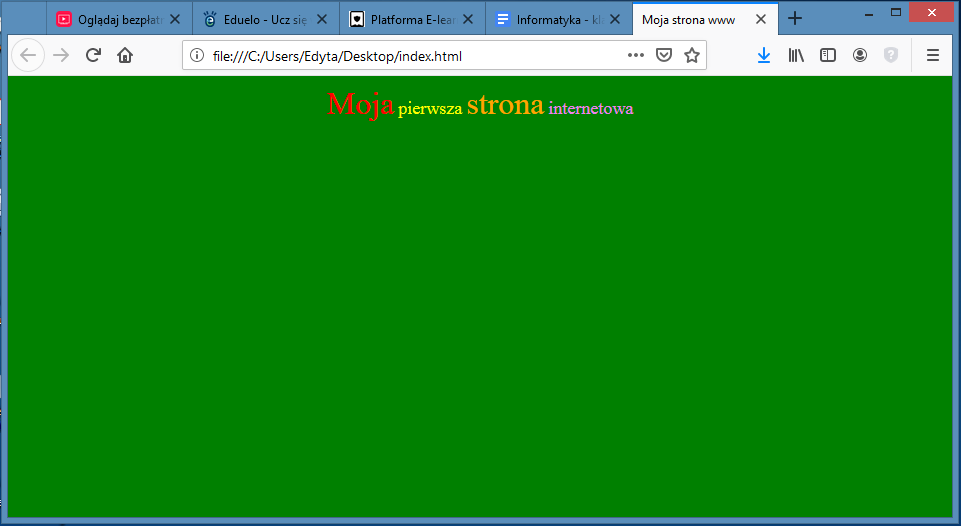 Oglądaj bezpłat
Eduelo - Ucz się
Platforma E-lear
Informatyka - kl
Moja strona www
file:///C:/Users/Edyta/Desktop/index.html
Moja pierwsza strona internetowa